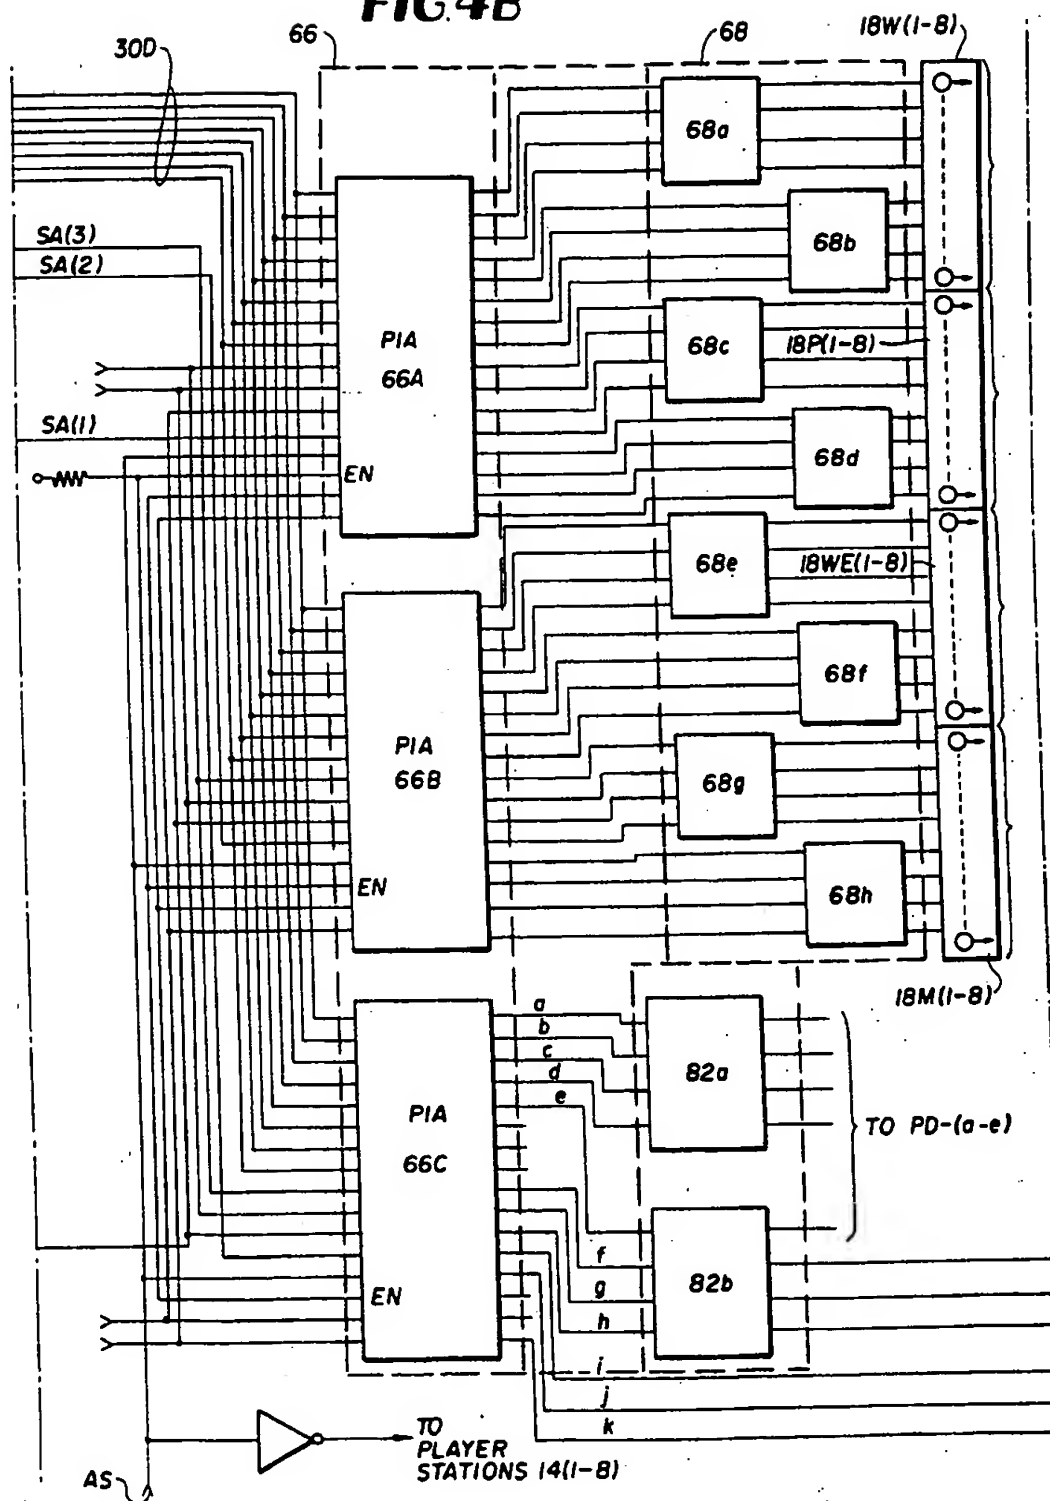 FIG. 4B
30D
66
68
18W(1-8)
68a
SA(3)
68b
SA(2)
PIA
66A
68c
18P(1-8)
SA(1)
68d
EN
68e
18WE(1-8)
68f
PIA
66B
68g
EN
68h
18M(1-8)
a
b
c
d
e
82a
PIA
66C
TO PD-(a-e)
f
g
h
82b
EN
i
j
k
TO
PLAYER
STATIONS 14(1-8)
AS